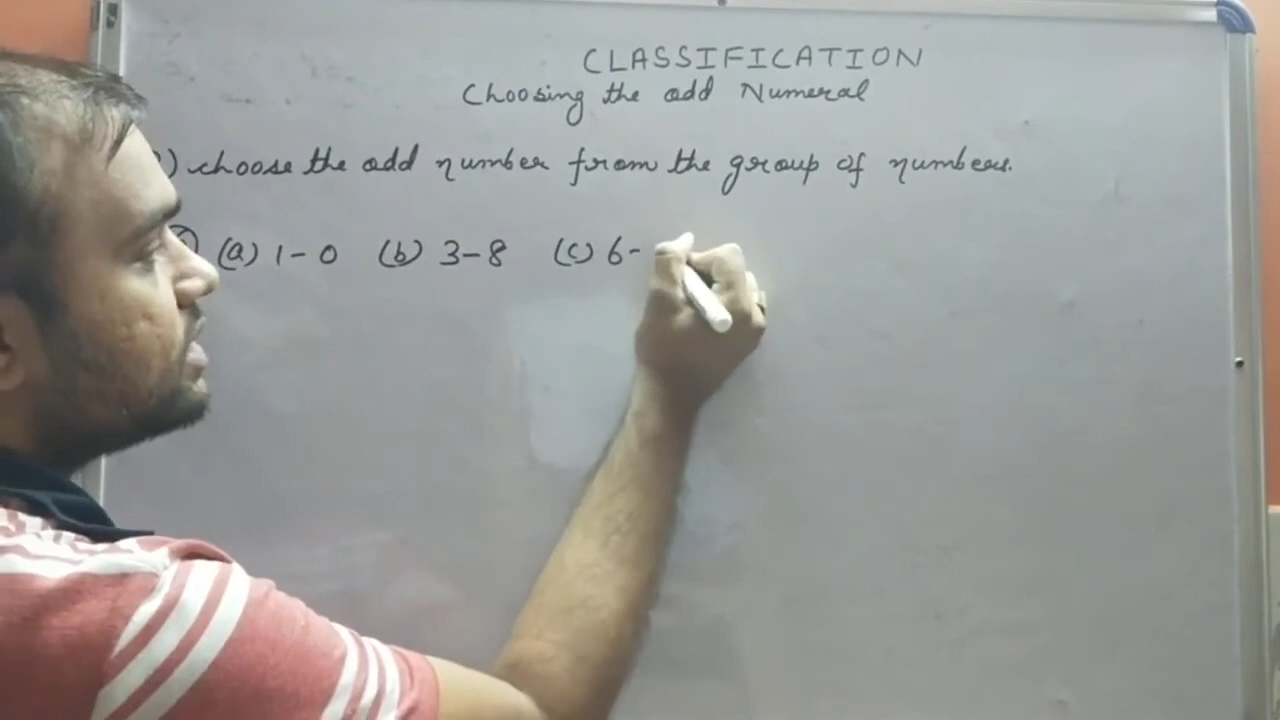 CLASSIFICATION
Choosing the odd Numeral
) choose the odd number from the group of numbers.
(a) 1-0 (b) 3-8 (c) 6-